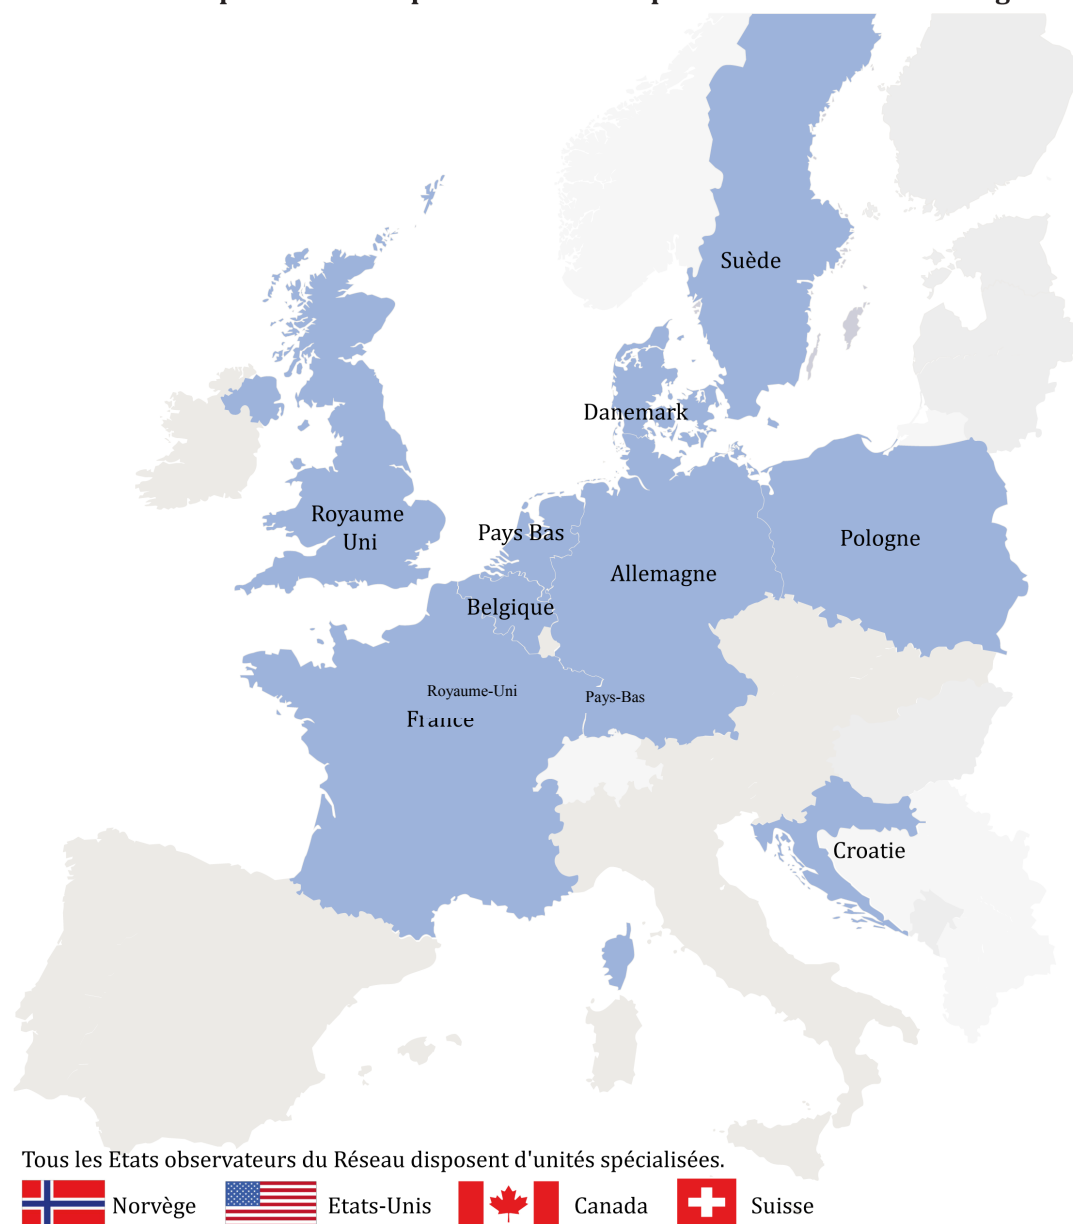 Suède
Danemark
Royaume
Uni
Pays Bas
Pologne
Allemagne
Belgique
Royaume-Uni
Pays-Bas
France
Croatie
Tous les Etats observateurs du Réseau disposent d'unités spécialisées.
Norvège
Etats-Unis
Canada
Suisse